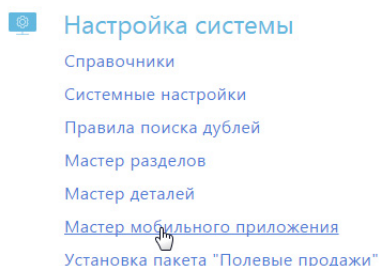 Настройка системы
Справочники
Системные настройки
Правила поиска дублей
Мастер разделов
Мастер деталей
Мастер мобильного приложения
Установка пакета "Полевые продажи"